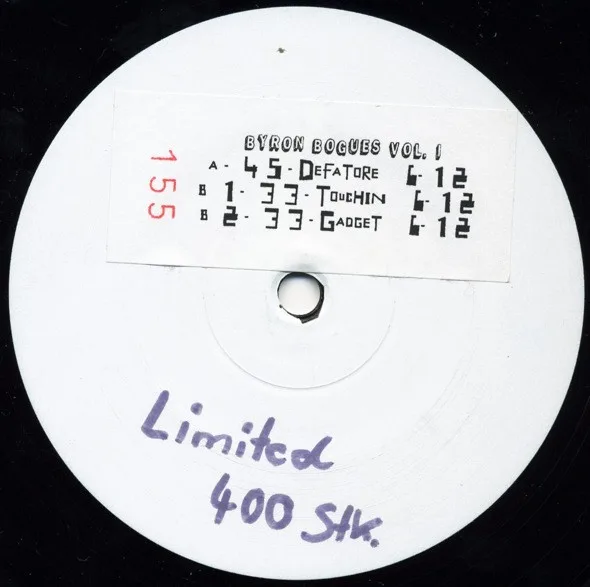 BYRON BOGUES VOL. 1
A - 45 - DEFATORE 6-12
B 1 - 33 - TOUCHIN 6-12
B 2 - 33 - GADGET 6-12
155
Limited
400 Stk.